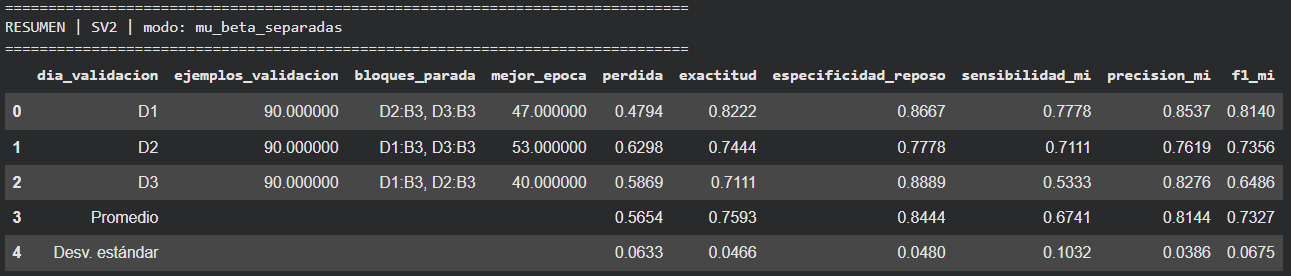 ================================================================================
RESUMEN | SV2 | modo: mu_beta_separadas
================================================================================
dia_validacion ejemplos_validacion bloques_parada mejor_epoca perdida exactitud especificidad_reposo sensibilidad_mi precision_mi f1_mi
0 D1 90.000000 D2:B3, D3:B3 47.000000 0.4794 0.8222 0.8667 0.7778 0.8537 0.8140
1 D2 90.000000 D1:B3, D3:B3 53.000000 0.6298 0.7444 0.7778 0.7111 0.7619 0.7356
2 D3 90.000000 D1:B3, D2:B3 40.000000 0.5869 0.7111 0.8889 0.5333 0.8276 0.6486
3 Promedio 0.5654 0.7593 0.8444 0.6741 0.8144 0.7327
4 Desv. estándar 0.0633 0.0466 0.0480 0.1032 0.0386 0.0675